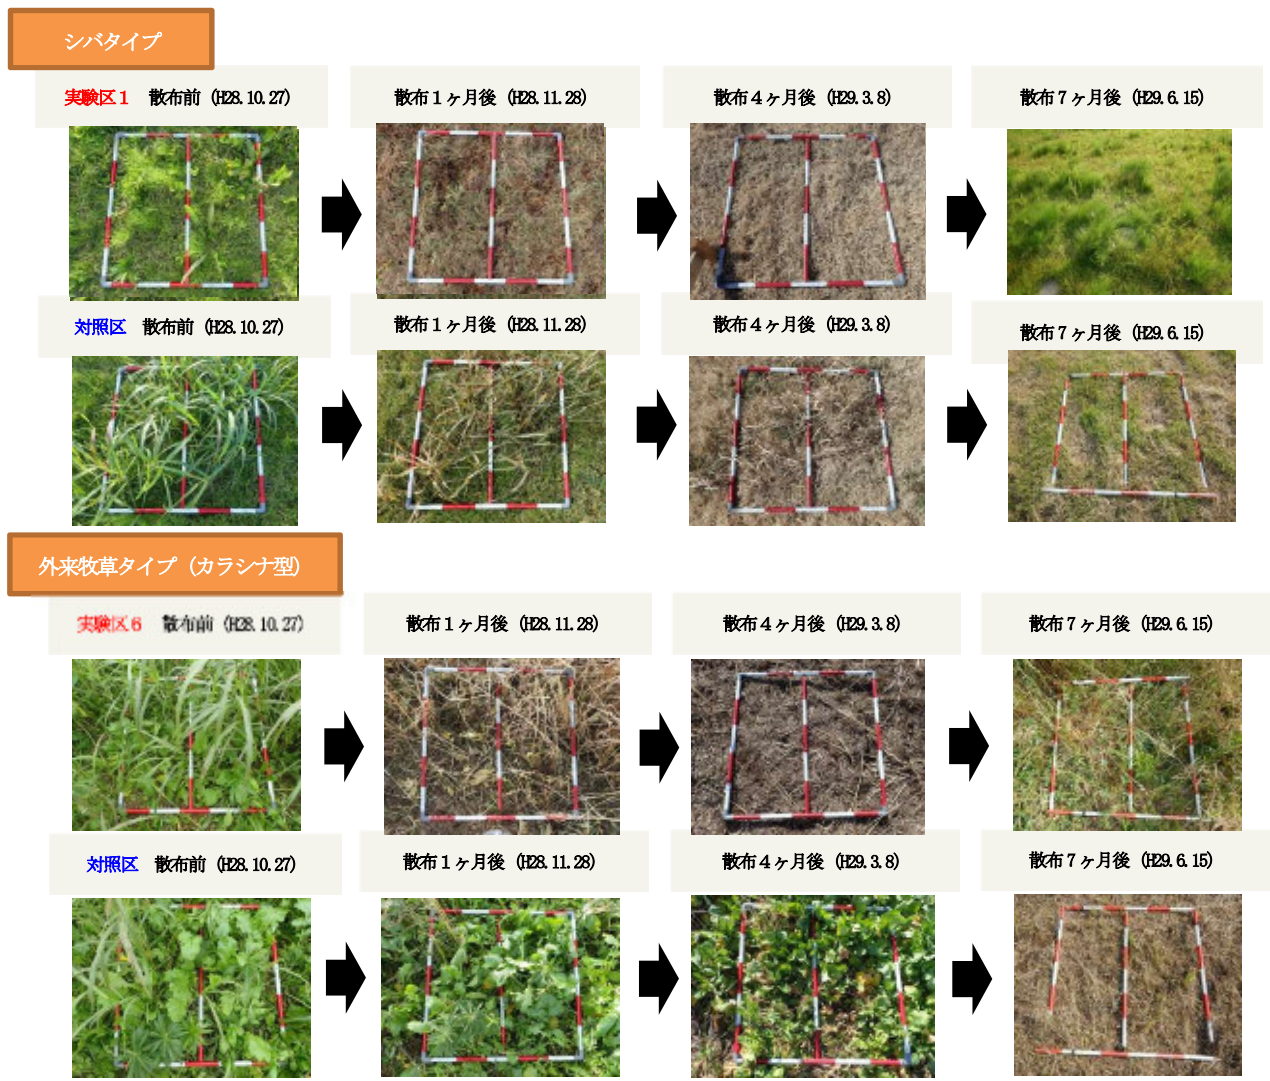 シバタイプ
実験区1 散布前 (H28.10.27)
散布1ヶ月後 (H28.11.28)
散布4ヶ月後 (H29.3.8)
散布7ヶ月後 (H29.6.15)
対照区 散布前 (H28.10.27)
散布1ヶ月後 (H28.11.28)
散布4ヶ月後 (H29.3.8)
散布7ヶ月後 (H29.6.15)
外来牧草タイプ (カラシナ型)
実験区6 散布前 (H28.10.27)
散布1ヶ月後 (H28.11.28)
散布4ヶ月後 (H29.3.8)
散布7ヶ月後 (H29.6.15)
対照区 散布前 (H28.10.27)
散布1ヶ月後 (H28.11.28)
散布4ヶ月後 (H29.3.8)
散布7ヶ月後 (H29.6.15)